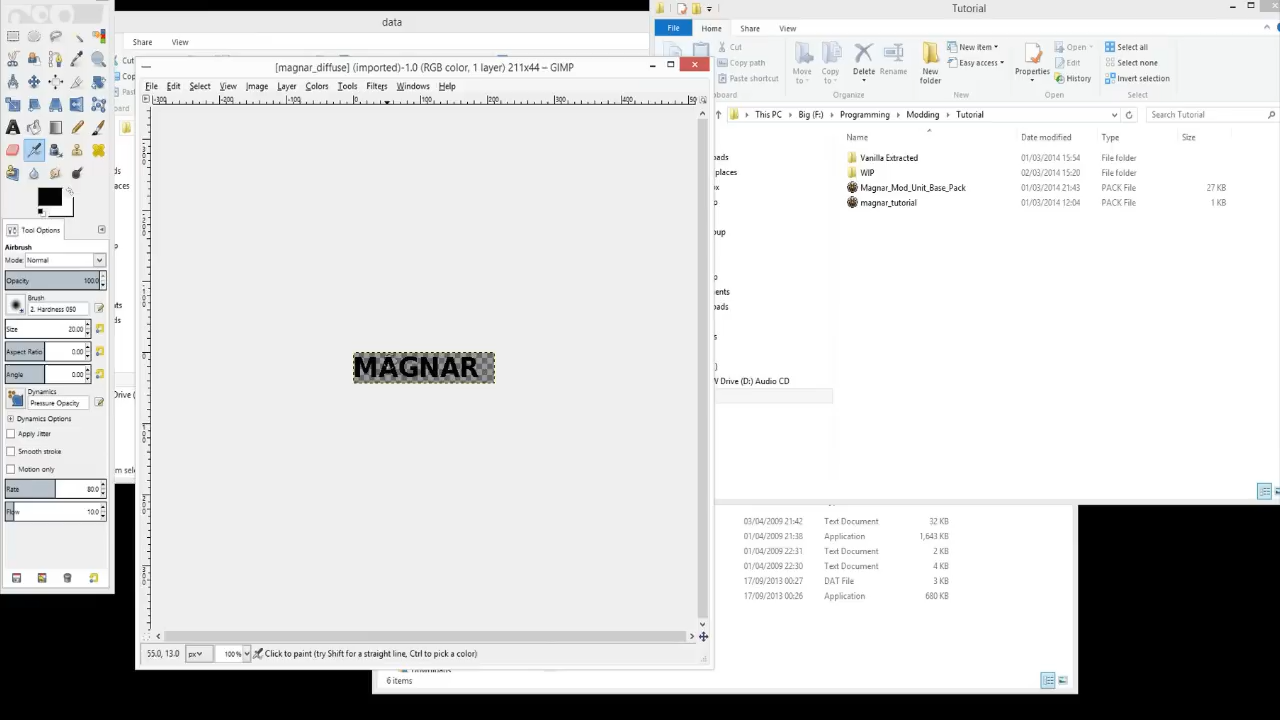 data
Share View
Tutorial
File Home Share View
Cut
Copy path
Paste shortcut
Move to
Copy to
Delete
Rename
New folder
New item
Easy access
Properties
Open
Edit
History
Select all
Select none
Invert selection
Organize
New
Open
Select
This PC Big (F:) Programming Modding Tutorial
Search Tutorial
Name Date modified Type Size
Vanilla Extracted 01/03/2014 15:54 File folder
WIP 02/03/2014 15:20 File folder
Magnar_Mod_Unit_Base_Pack 01/03/2014 21:43 PACK File 27 KB
magnar_tutorial 01/03/2014 12:04 PACK File 1 KB
W Drive (D:) Audio CD
[magnar_diffuse] (imported)-1.0 (RGB color, 1 layer) 211x44 – GIMP
File Edit Select View Image Layer Colors Tools Filters Windows Help
MAGNAR
55.0, 13.0 px 100% Click to paint (try Shift for a straight line, Ctrl to pick a color)
Tool Options
Airbrush
Mode: Normal
Opacity 100.0
Brush
2. Hardness 050
Size 20.00
Aspect Ratio 0.00
Angle 0.00
Dynamics
Pressure Opacity
Dynamics Options
Apply Jitter
Smooth stroke
Motion only
Rate 80.0
Flow 10.0
03/04/2009 21:42 Text Document 32 KB
01/04/2009 21:38 Application 1,643 KB
01/04/2009 22:31 Text Document 2 KB
01/04/2009 22:30 Text Document 4 KB
17/09/2013 00:27 DAT File 3 KB
17/09/2013 00:26 Application 680 KB
6 items